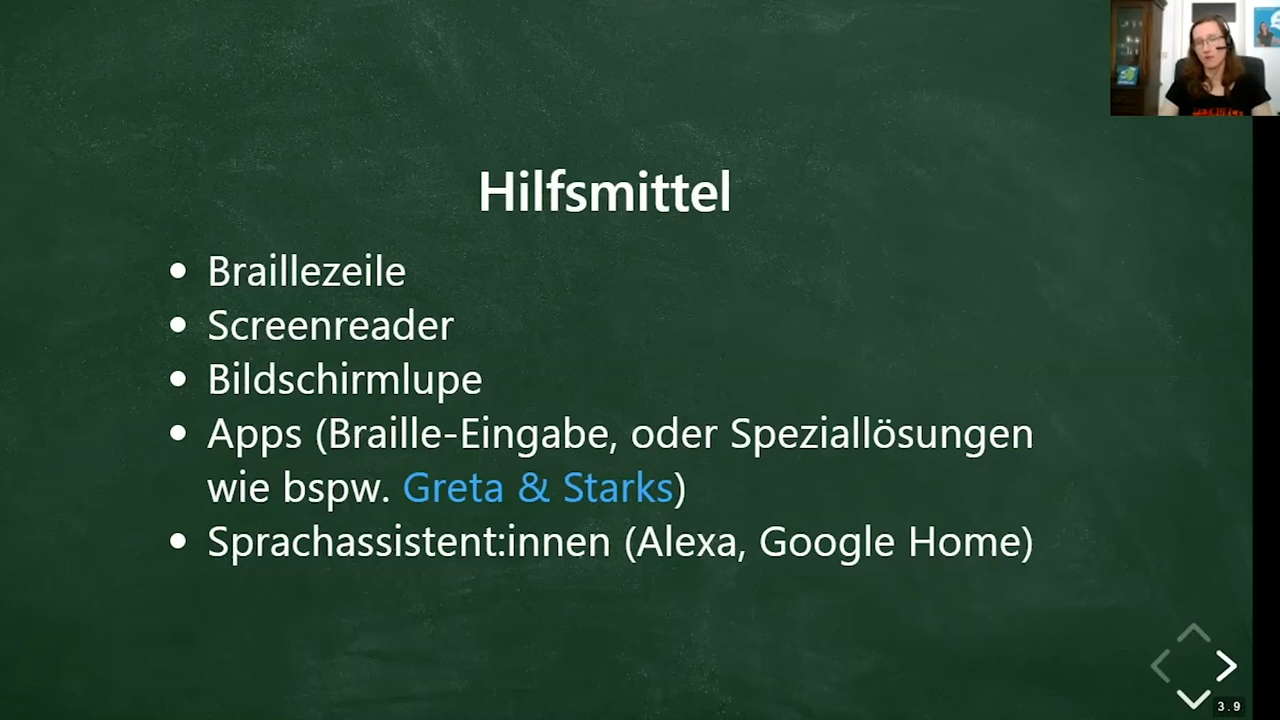 Hilfsmittel
• Braillezeile
• Screenreader
• Bildschirmlupe
• Apps (Braille-Eingabe, oder Speziallösungen
wie bspw. Greta & Starks)
• Sprachassistent:innen (Alexa, Google Home)
3.9